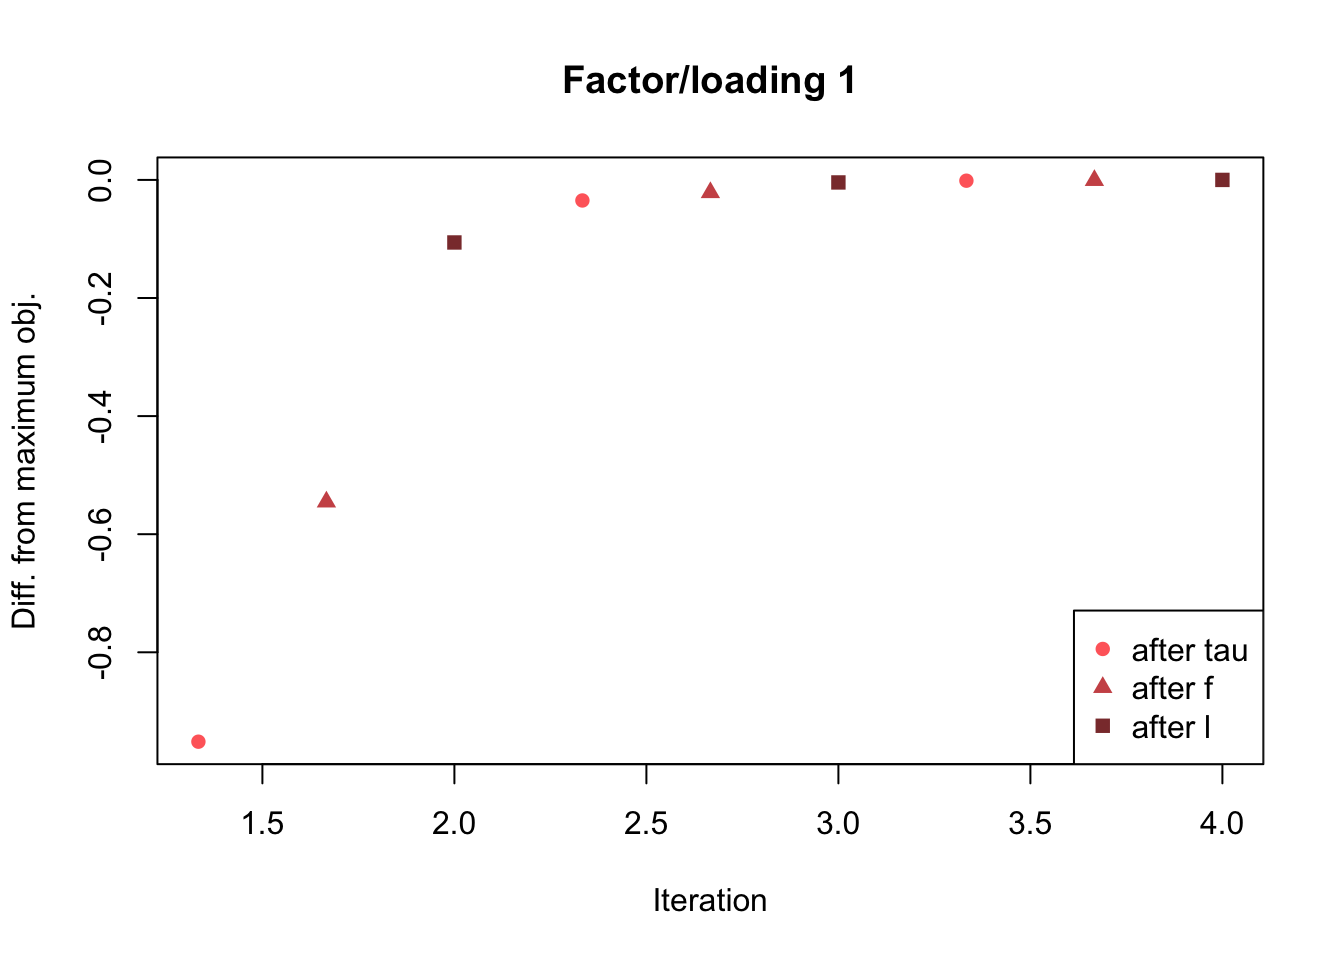 Factor/loading 1
Diff. from maximum obj.
0.0
-0.2
-0.4
-0.6
-0.8
1.5 2.0 2.5 3.0 3.5 4.0
Iteration
after tau
after f
after l